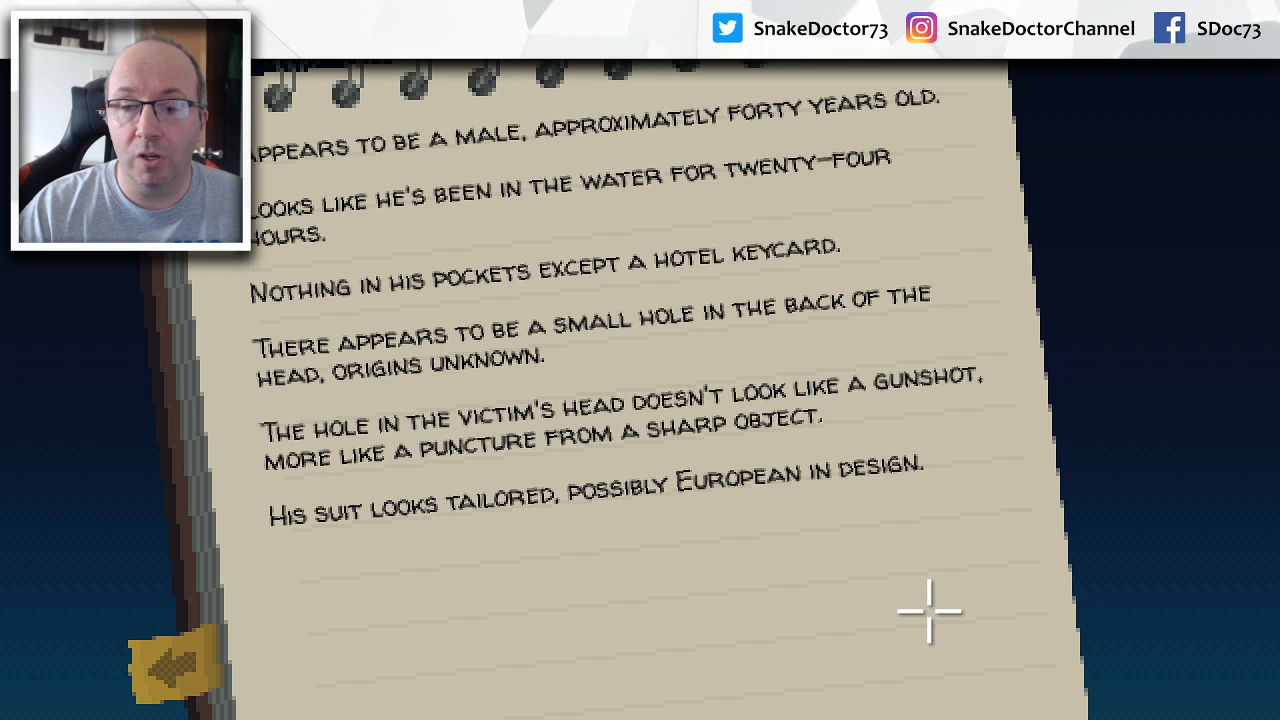 SnakeDoctor73 SnakeDoctorChannel SDoc73
APPEARS TO BE A MALE, APPROXIMATELY FORTY YEARS OLD.
LOOKS LIKE HE'S BEEN IN THE WATER FOR TWENTY-FOUR
HOURS.
NOTHING IN HIS POCKETS EXCEPT A HOTEL KEYCARD.
THERE APPEARS TO BE A SMALL HOLE IN THE BACK OF THE
HEAD, ORIGINS UNKNOWN.
THE HOLE IN THE VICTIM'S HEAD DOESN'T LOOK LIKE A GUNSHOT,
MORE LIKE A PUNCTURE FROM A SHARP OBJECT.
HIS SUIT LOOKS TAILORED, POSSIBLY EUROPEAN IN DESIGN.